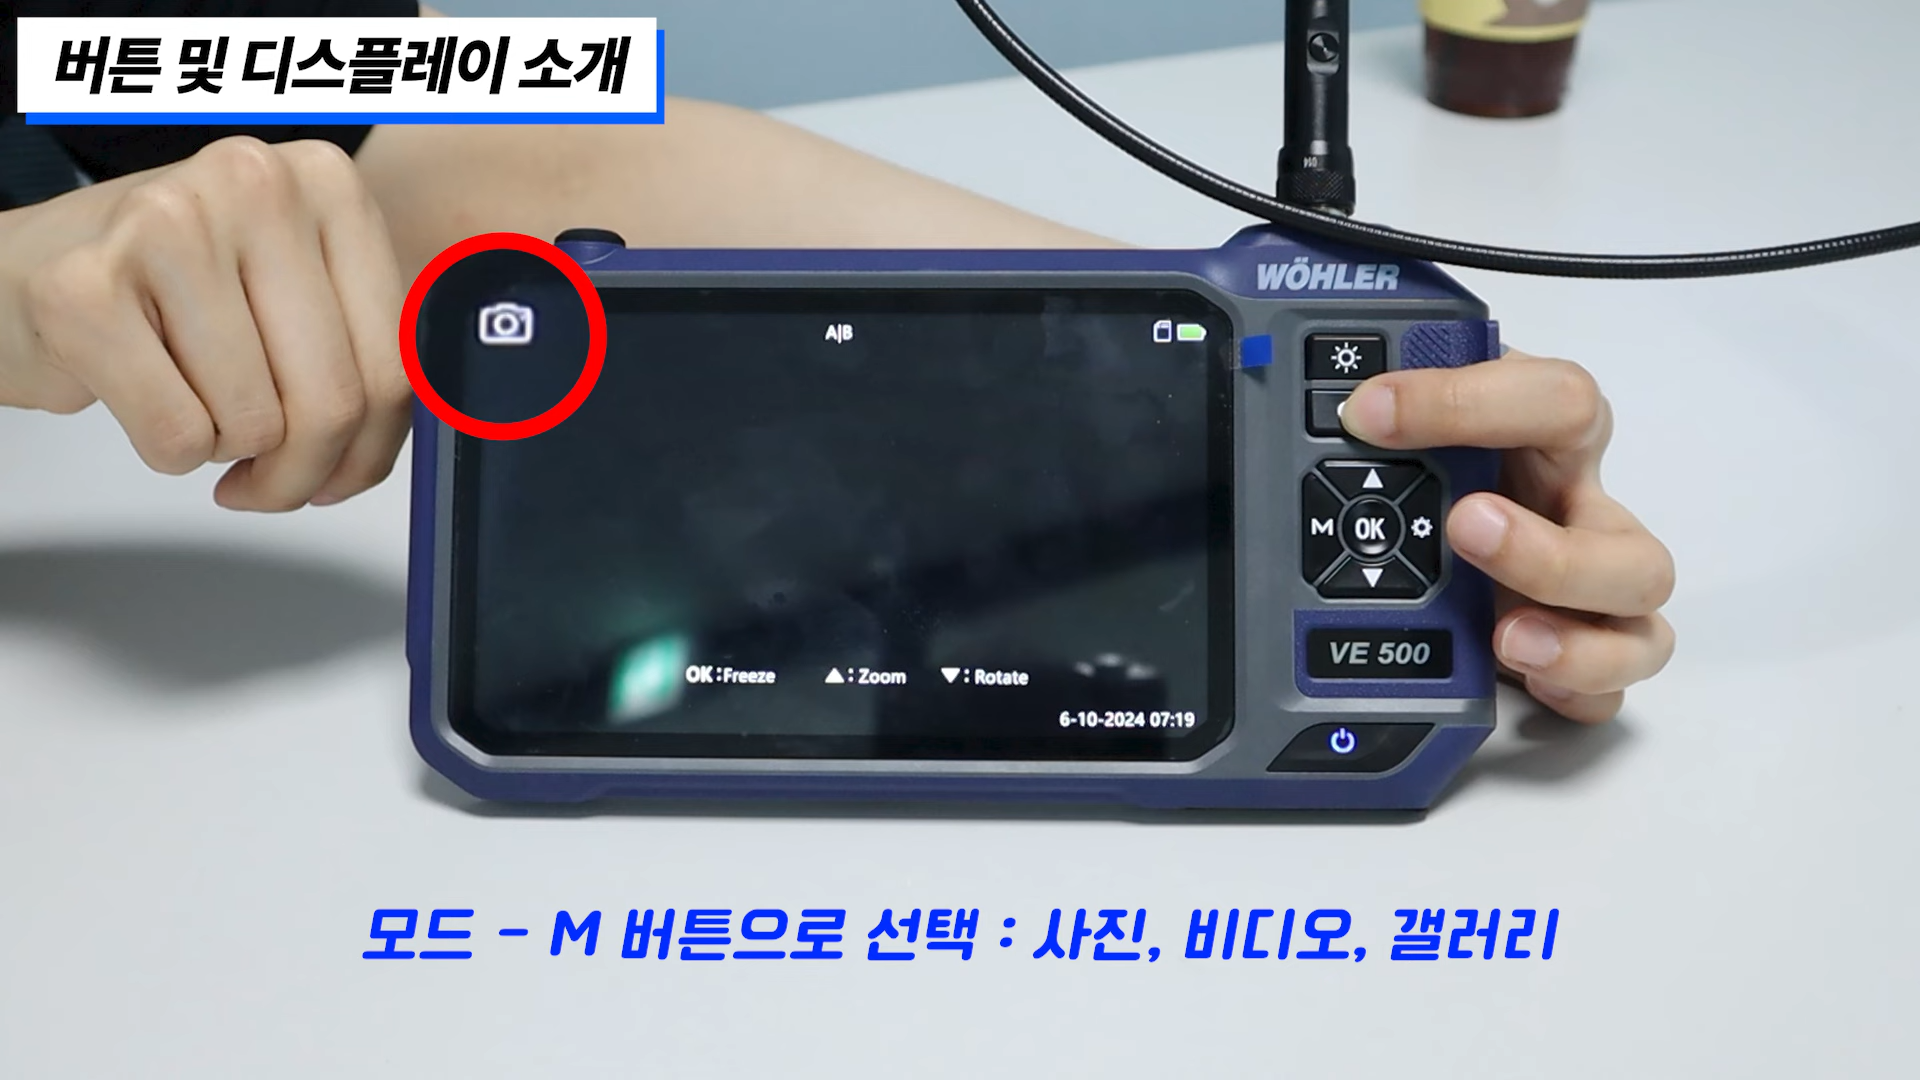 버튼 및 디스플레이 소개
014
WÖHLER
A|B
M OK
VE 500
OK :Freeze ▲: Zoom ▼: Rotate
6-10-2024 07:19
모드 - M 버튼으로 선택 : 사진, 비디오, 갤러리